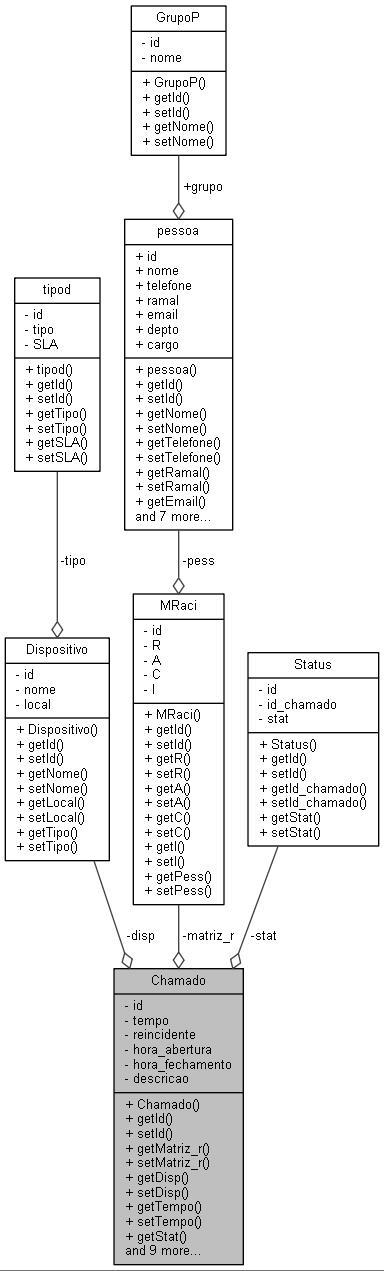 GrupoP
- id
- nome
+ GrupoP()
+ getId()
+ setId()
+ getNome()
+ setNome()
+grupo
pessoa
+ id
+ nome
+ telefone
+ ramal
+ email
+ depto
+ cargo
+ pessoa()
+ getId()
+ setId()
+ getNome()
+ setNome()
+ getTelefone()
+ setTelefone()
+ getRamal()
+ setRamal()
+ getEmail()
and 7 more...
tipod
- id
- tipo
- SLA
+ tipod()
+ getId()
+ setId()
+ getTipo()
+ setTipo()
+ getSLA()
+ setSLA()
-tipo
-pess
Dispositivo
- id
- nome
- local
+ Dispositivo()
+ getId()
+ setId()
+ getNome()
+ setNome()
+ getLocal()
+ setLocal()
+ getTipo()
+ setTipo()
MRaci
- id
- R
- A
- C
- I
+ MRaci()
+ getId()
+ setId()
+ getR()
+ setR()
+ getA()
+ setA()
+ getC()
+ setC()
+ getI()
+ setI()
+ getPess()
+ setPess()
Status
- id
- id_chamado
- stat
+ Status()
+ getId()
+ setId()
+ getId_chamado()
+ setId_chamado()
+ getStat()
+ setStat()
-disp
-matriz_r
-stat
Chamado
- id
- tempo
- reincidente
- hora_abertura
- hora_fechamento
- descricao
+ Chamado()
+ getId()
+ setId()
+ getMatriz_r()
+ setMatriz_r()
+ getDisp()
+ setDisp()
+ getTempo()
+ setTempo()
+ getStat()
and 9 more...